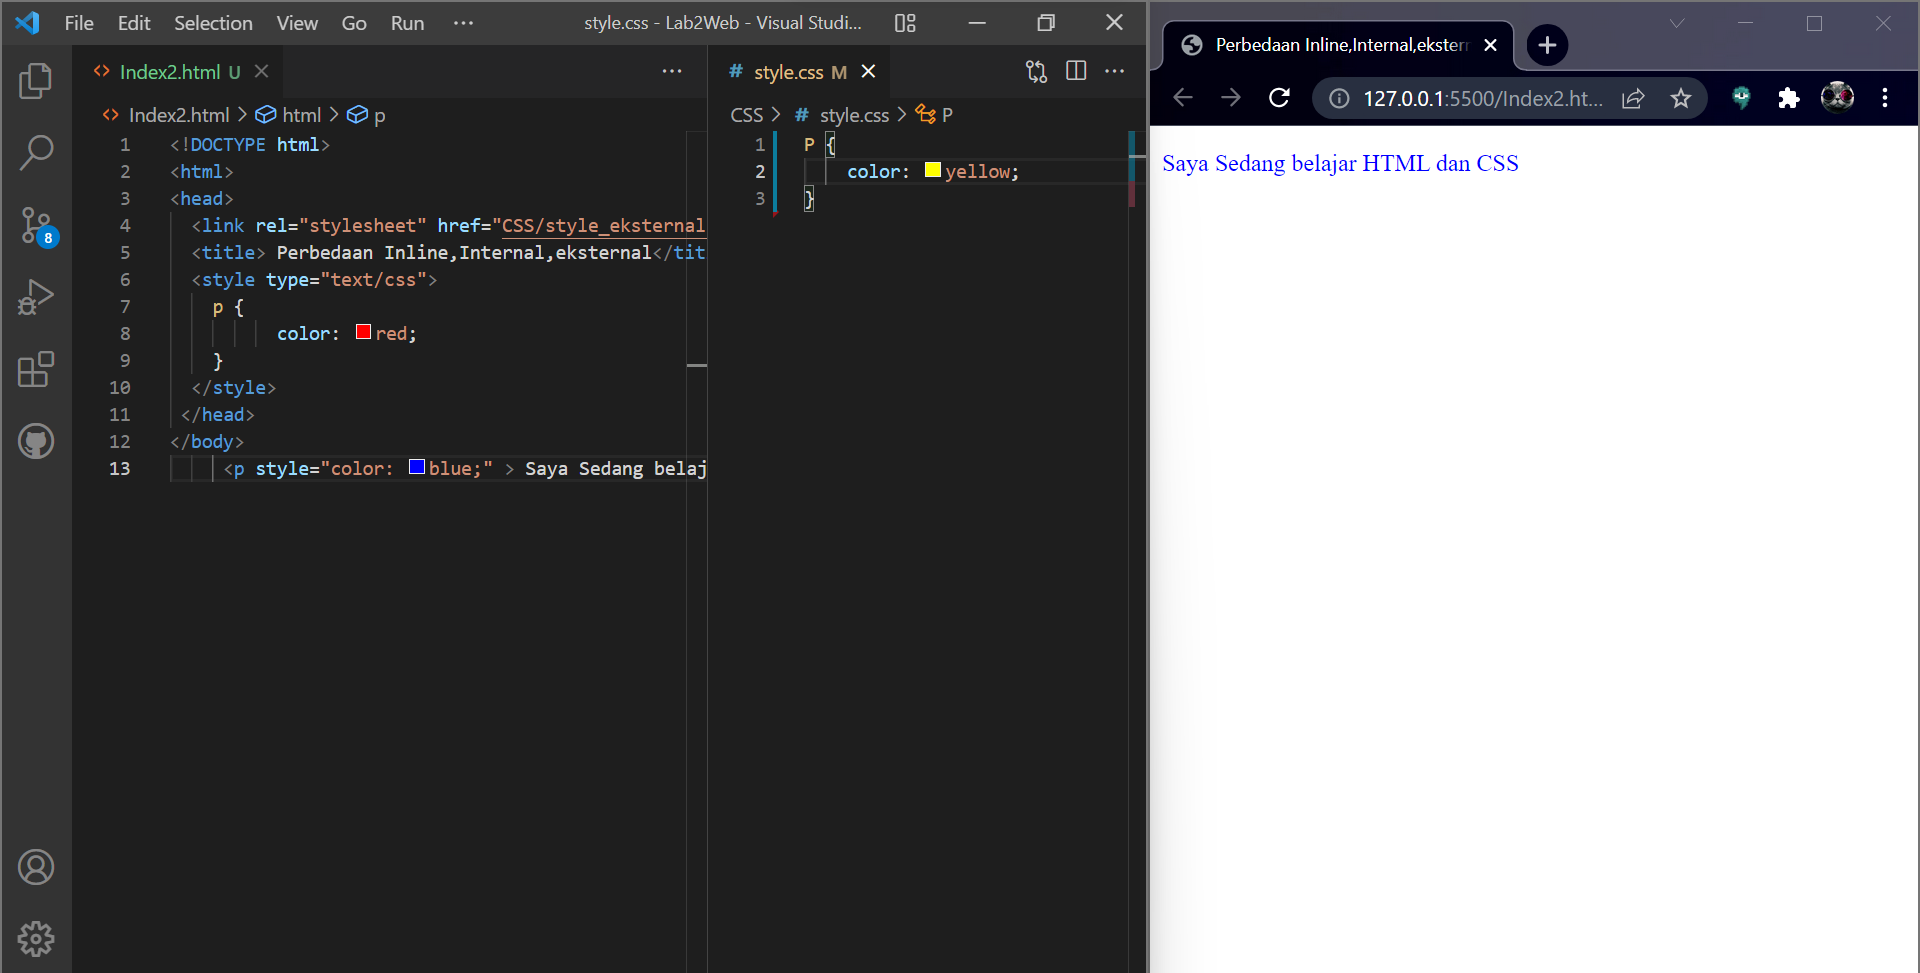 File Edit Selection View Go Run ··· style.css - Lab2Web - Visual Studi...
Index2.html U
Index2.html > html > p
1 <!DOCTYPE html>
2 <html>
3 <head>
4 <link rel="stylesheet" href="CSS/style_eksternal
5 <title> Perbedaan Inline,Internal,eksternal</tit
6 <style type="text/css">
7 p {
8 color: red;
9 }
10 </style>
11 </head>
12 </body>
13 <p style="color: blue;" > Saya Sedang belaj
8
# style.css M
CSS > # style.css > P
1 P {
2 color: yellow;
3 }
Perbedaan Inline,Internal,ekstern
127.0.0.1:5500/Index2.ht...
Saya Sedang belajar HTML dan CSS